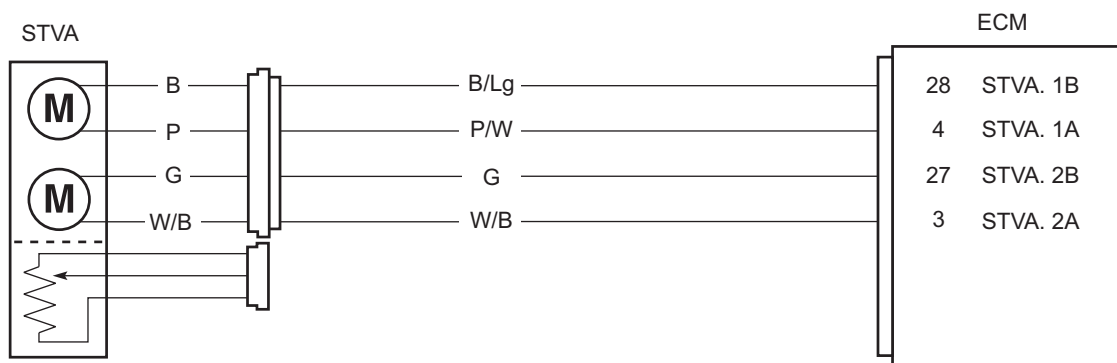 ECM
STVA
B B/Lg 28 STVA. 1B
M
P P/W 4 STVA. 1A
G G 27 STVA. 2B
M
W/B W/B 3 STVA. 2A